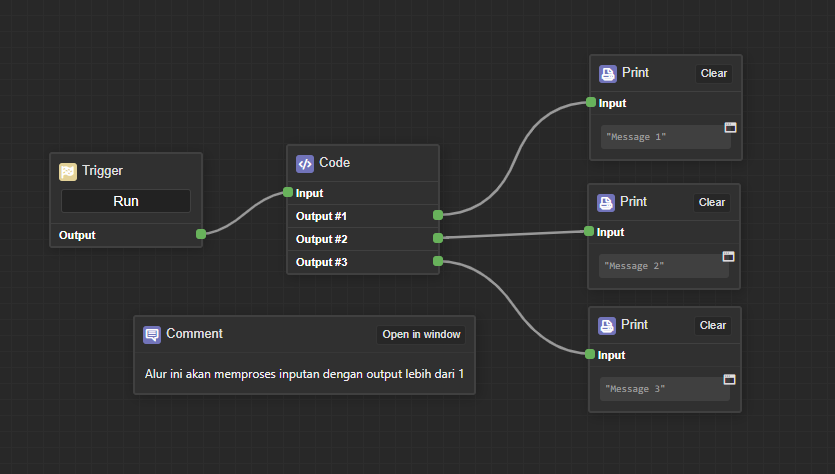 Trigger
Run
Output
Code
Input
Output #1
Output #2
Output #3
Comment
Open in window
Alur ini akan memproses inputan dengan output lebih dari 1
Print
Clear
Input
"Message 1"
Print
Clear
Input
"Message 2"
Print
Clear
Input
"Message 3"